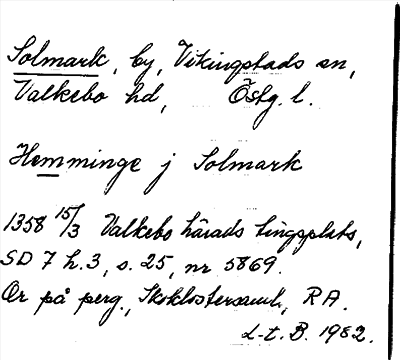 Solmark, by, Vikingstads sn,
Valkebo hd, Östg. l.
Hemminge j Solmark
1358 15/3 Valkebo härads tingsplats,
SD 7 h.3, s. 25, nr 5869.
Or på perg., Skoklostersaml., RA.
L-t. B. 1982.